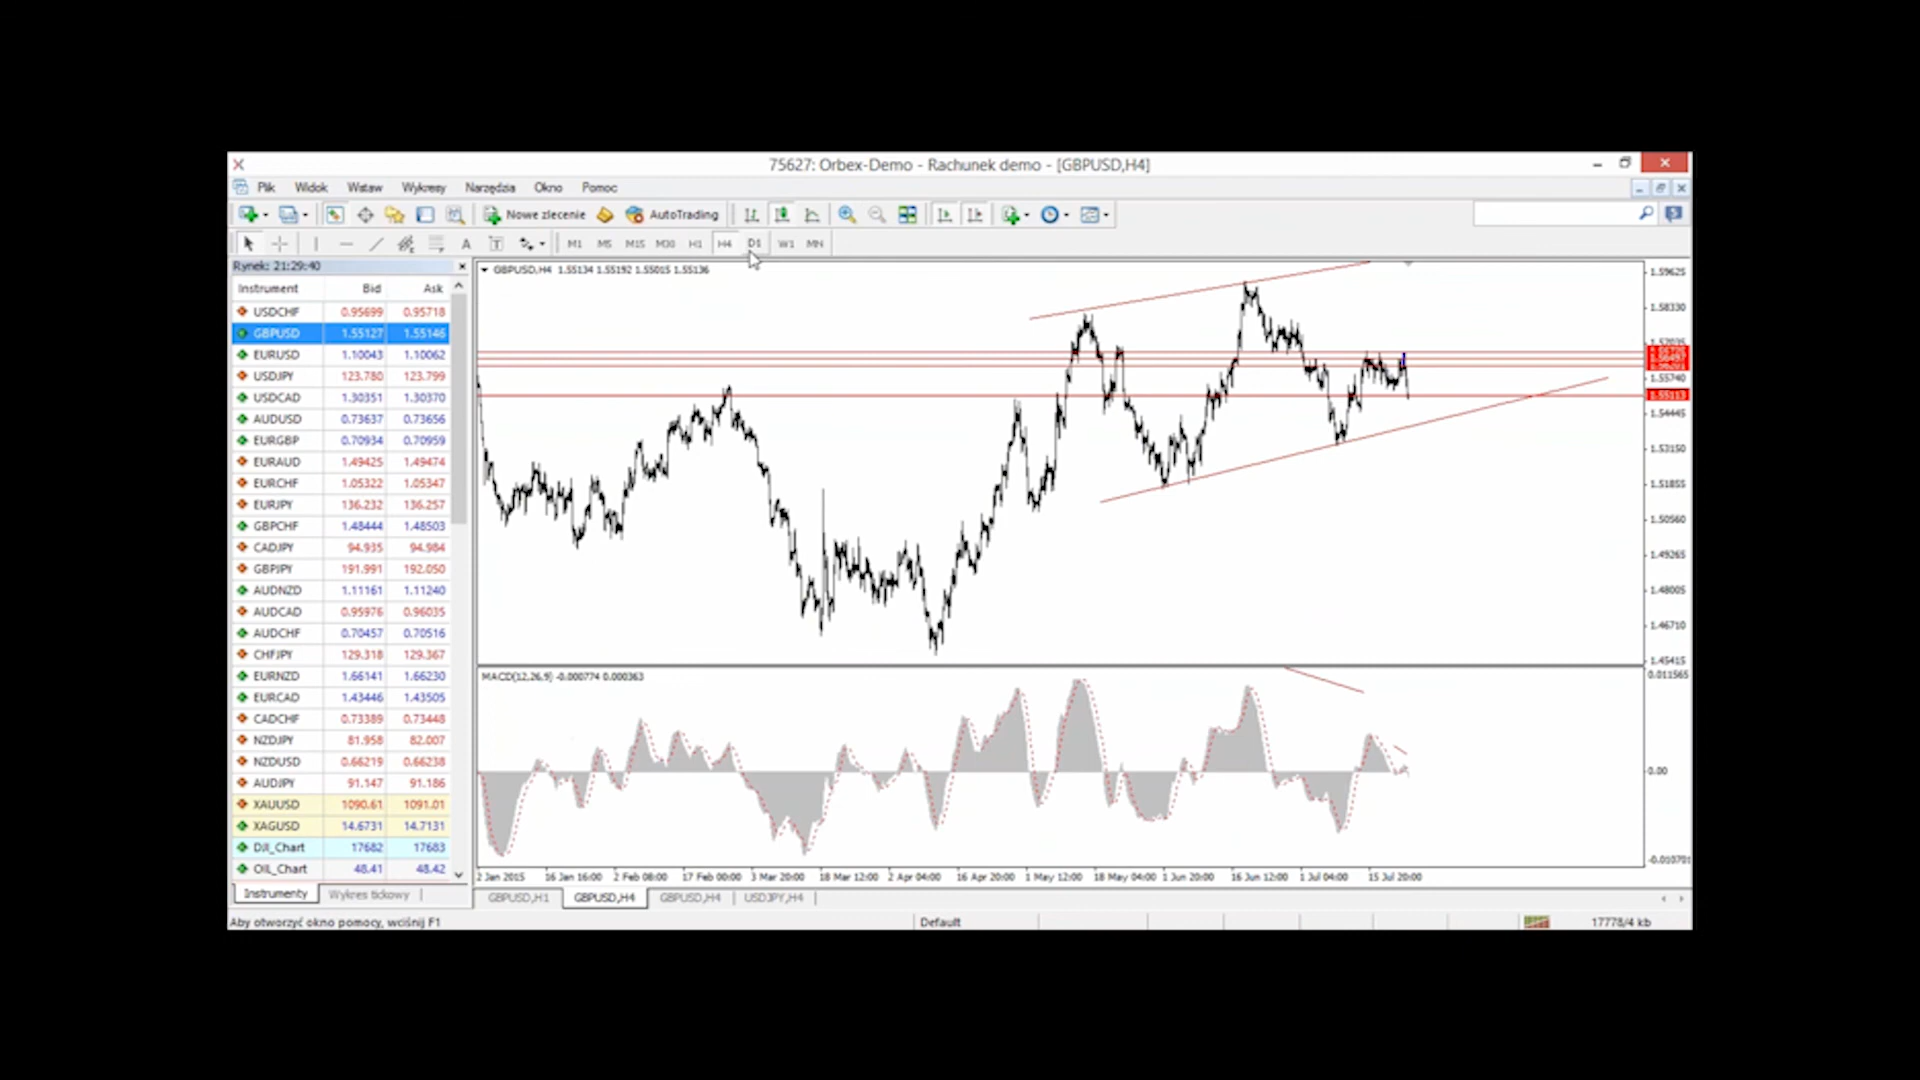 75627: Orbex-Demo - Rachunek demo - [GBPUSD,H4]
Plik Widok Wstaw Wykresy Narzędzia Okno Pomoc
Nowe zlecenie AutoTrading
A T M1 M5 M15 M30 H1 H4 D1 W1 MN
Rynek: 21:29:40
Instrument Bid Ask
USDCHF 0.95699 0.95718
GBPUSD 1.55127 1.55146
EURUSD 1.10043 1.10062
USDJPY 123.780 123.799
USDCAD 1.30351 1.30370
AUDUSD 0.73637 0.73656
EURGBP 0.70934 0.70959
EURAUD 1.49425 1.49474
EURCHF 1.05322 1.05347
EURJPY 136.232 136.257
GBPCHF 1.48444 1.48503
CADJPY 94.935 94.984
GBPJPY 191.991 192.050
AUDNZD 1.11161 1.11240
AUDCAD 0.95976 0.96035
AUDCHF 0.70457 0.70516
CHFJPY 129.318 129.367
EURNZD 1.66141 1.66230
EURCAD 1.43446 1.43505
CADCHF 0.73389 0.73448
NZDJPY 81.958 82.007
NZDUSD 0.66219 0.66238
AUDJPY 91.147 91.186
XAUUSD 1090.61 1091.01
XAGUSD 14.6731 14.7131
DJI_Chart 17682 17683
OIL_Chart 48.41 48.42
Instrumenty Wykres tickowy
GBPUSD,H4 1.55134 1.55192 1.55015 1.55136
1.59625
1.58330
1.55740
1.55113
1.54445
1.53150
1.51855
1.50560
1.49265
1.48005
1.46710
1.45415
MACD(12,26,9) -0.000774 0.000363
0.011565
0.00
-0.010701
2 Jan 2015 16 Jan 16:00 2 Feb 08:00 17 Feb 00:00 3 Mar 20:00 18 Mar 12:00 2 Apr 04:00 16 Apr 20:00 1 May 12:00 18 May 04:00 1 Jun 20:00 16 Jun 12:00 1 Jul 04:00 15 Jul 20:00
GBPUSD,H1 GBPUSD,H4 GBPUSD,H4 USDJPY,H4
Aby otworzyć okno pomocy, wciśnij F1 Default 17778/4 kb